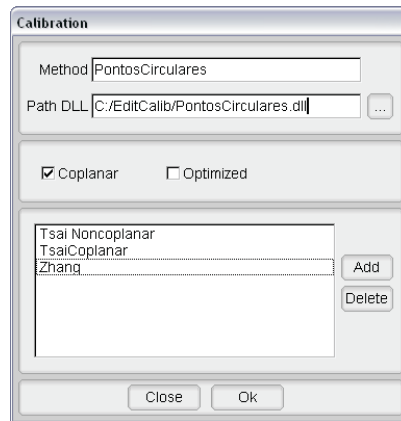 Calibration
Method PontosCirculares
Path DLL C:/EditCalib/PontosCirculares.dll ...
Coplanar Optimized
Tsai Noncoplanar
TsaiCoplanar
Zhang
Add
Delete
Close Ok